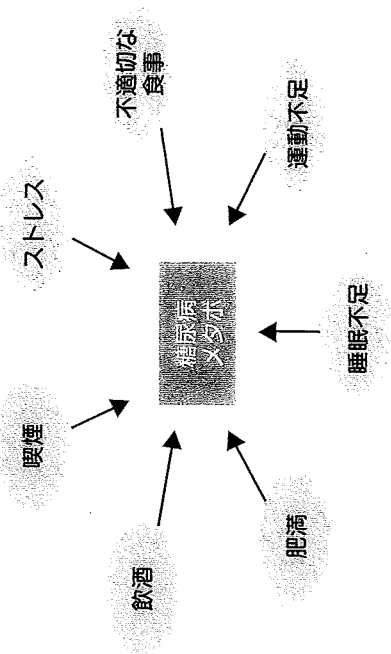 喫煙
ストレス
不適切な
食事
飲酒
糖尿病
メタボ
運動不足
肥満
睡眠不足